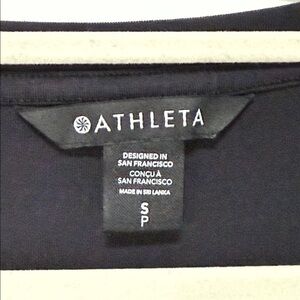 ATHLETA
DESIGNED IN
SAN FRANCISCO
CONÇU À
SAN FRANCISCO
MADE IN SRI LANKA
S
P